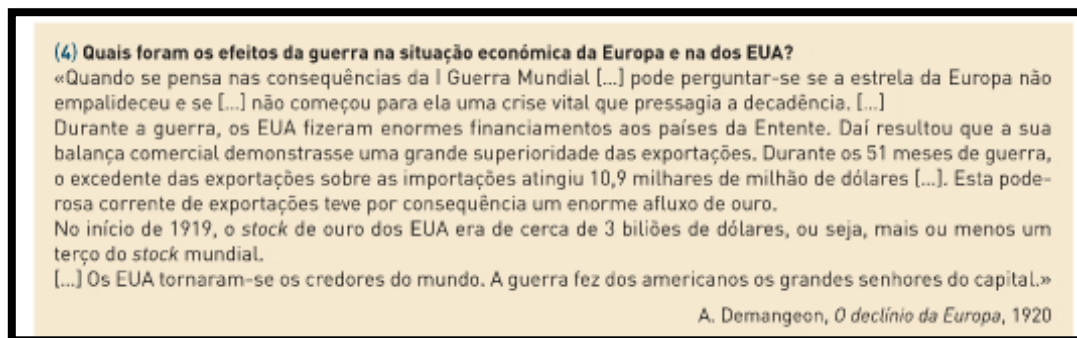 (4) Quais foram os efeitos da guerra na situação económica da Europa e na dos EUA?
«Quando se pensa nas consequências da I Guerra Mundial [...] pode perguntar-se se a estrela da Europa não
empalideceu e se [...] não começou para ela uma crise vital que pressagia a decadência. [...]
Durante a guerra, os EUA fizeram enormes financiamentos aos países da Entente. Daí resultou que a sua
balança comercial demonstrasse uma grande superioridade das exportações. Durante os 51 meses de guerra,
o excedente das exportações sobre as importações atingiu 10,9 milhares de milhão de dólares [...]. Esta pode-
rosa corrente de exportações teve por consequência um enorme afluxo de ouro.
No início de 1919, o stock de ouro dos EUA era de cerca de 3 biliões de dólares, ou seja, mais ou menos um
terço do stock mundial.
[...] Os EUA tornaram-se os credores do mundo. A guerra fez dos americanos os grandes senhores do capital.»
A. Demangeon, O declínio da Europa, 1920